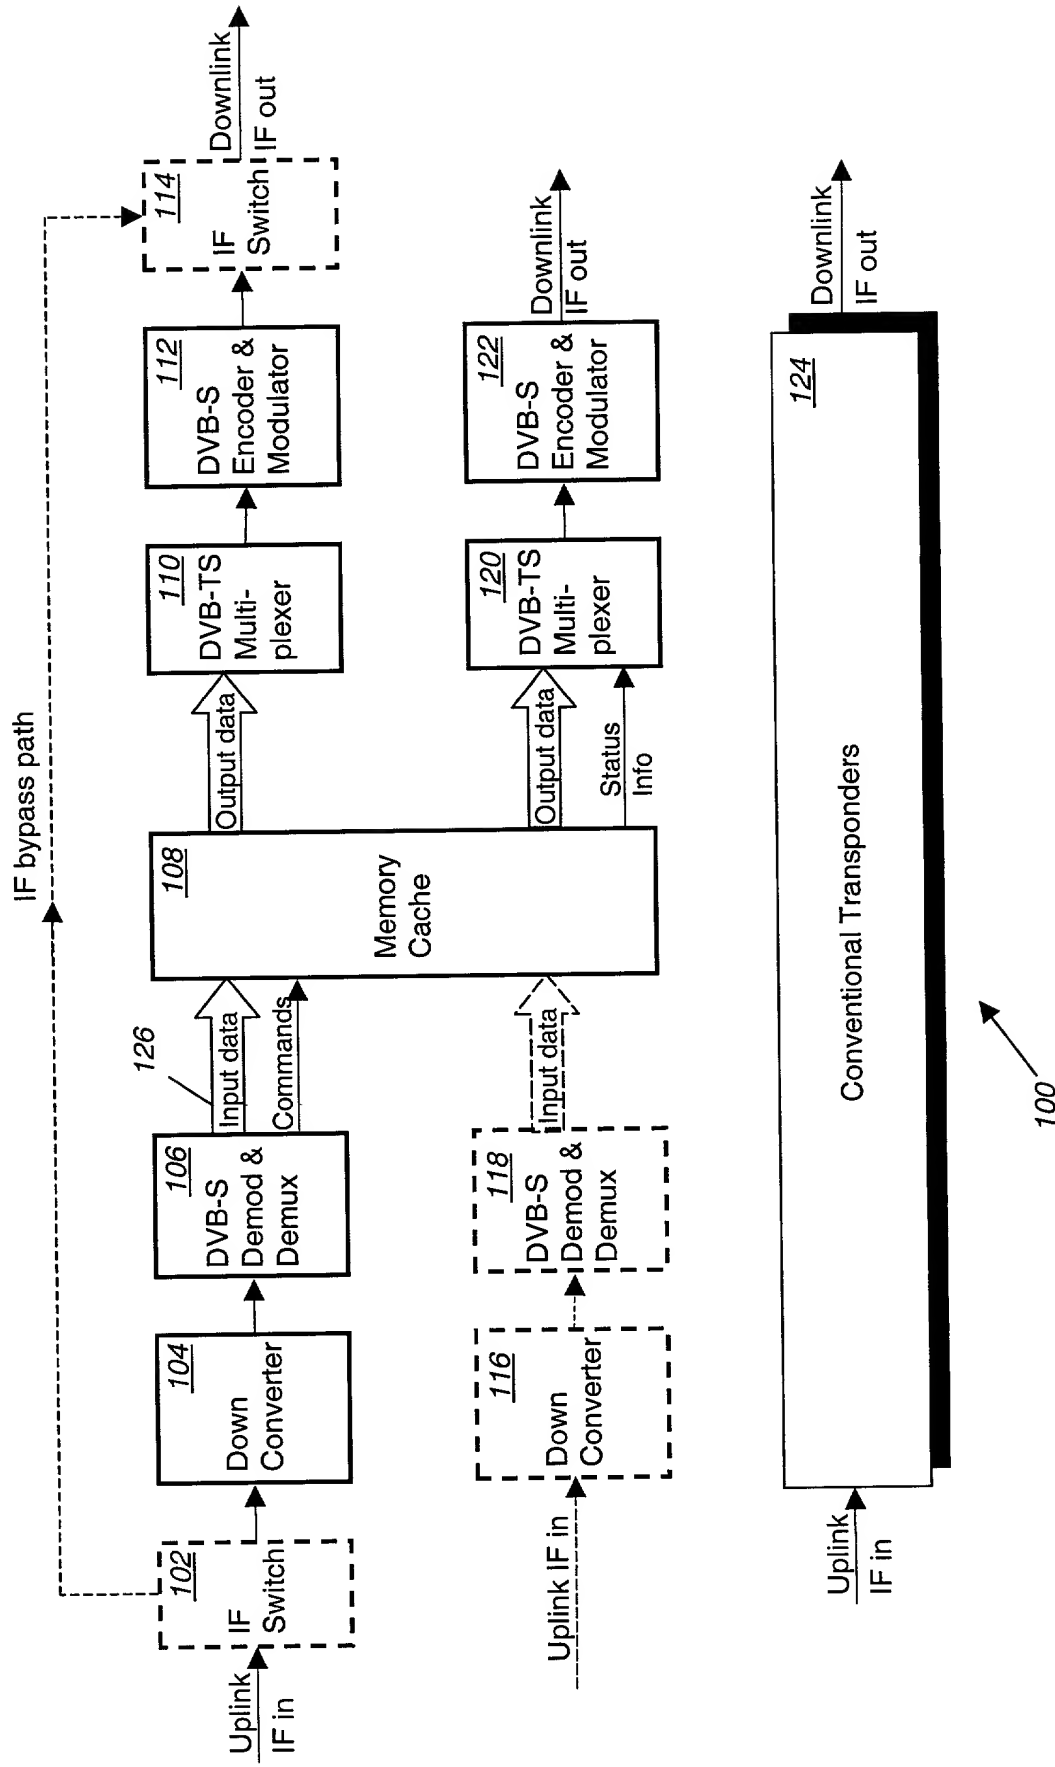 IF bypass path
Uplink
IF in
102
IF
Switch
104
Down
Converter
106
DVB-S
Demod &
Demux
126
Input data
Commands
108
Memory
Cache
Output data
110
DVB-TS
Multi-
plexer
112
DVB-S
Encoder &
Modulator
114
IF
Switch
Downlink
IF out
Uplink IF in
116
Down
Converter
118
DVB-S
Demod &
Demux
Input data
Output data
Status
Info
120
DVB-TS
Multi-
plexer
122
DVB-S
Encoder &
Modulator
Downlink
IF out
Uplink
IF in
Conventional Transponders
124
Downlink
IF out
100